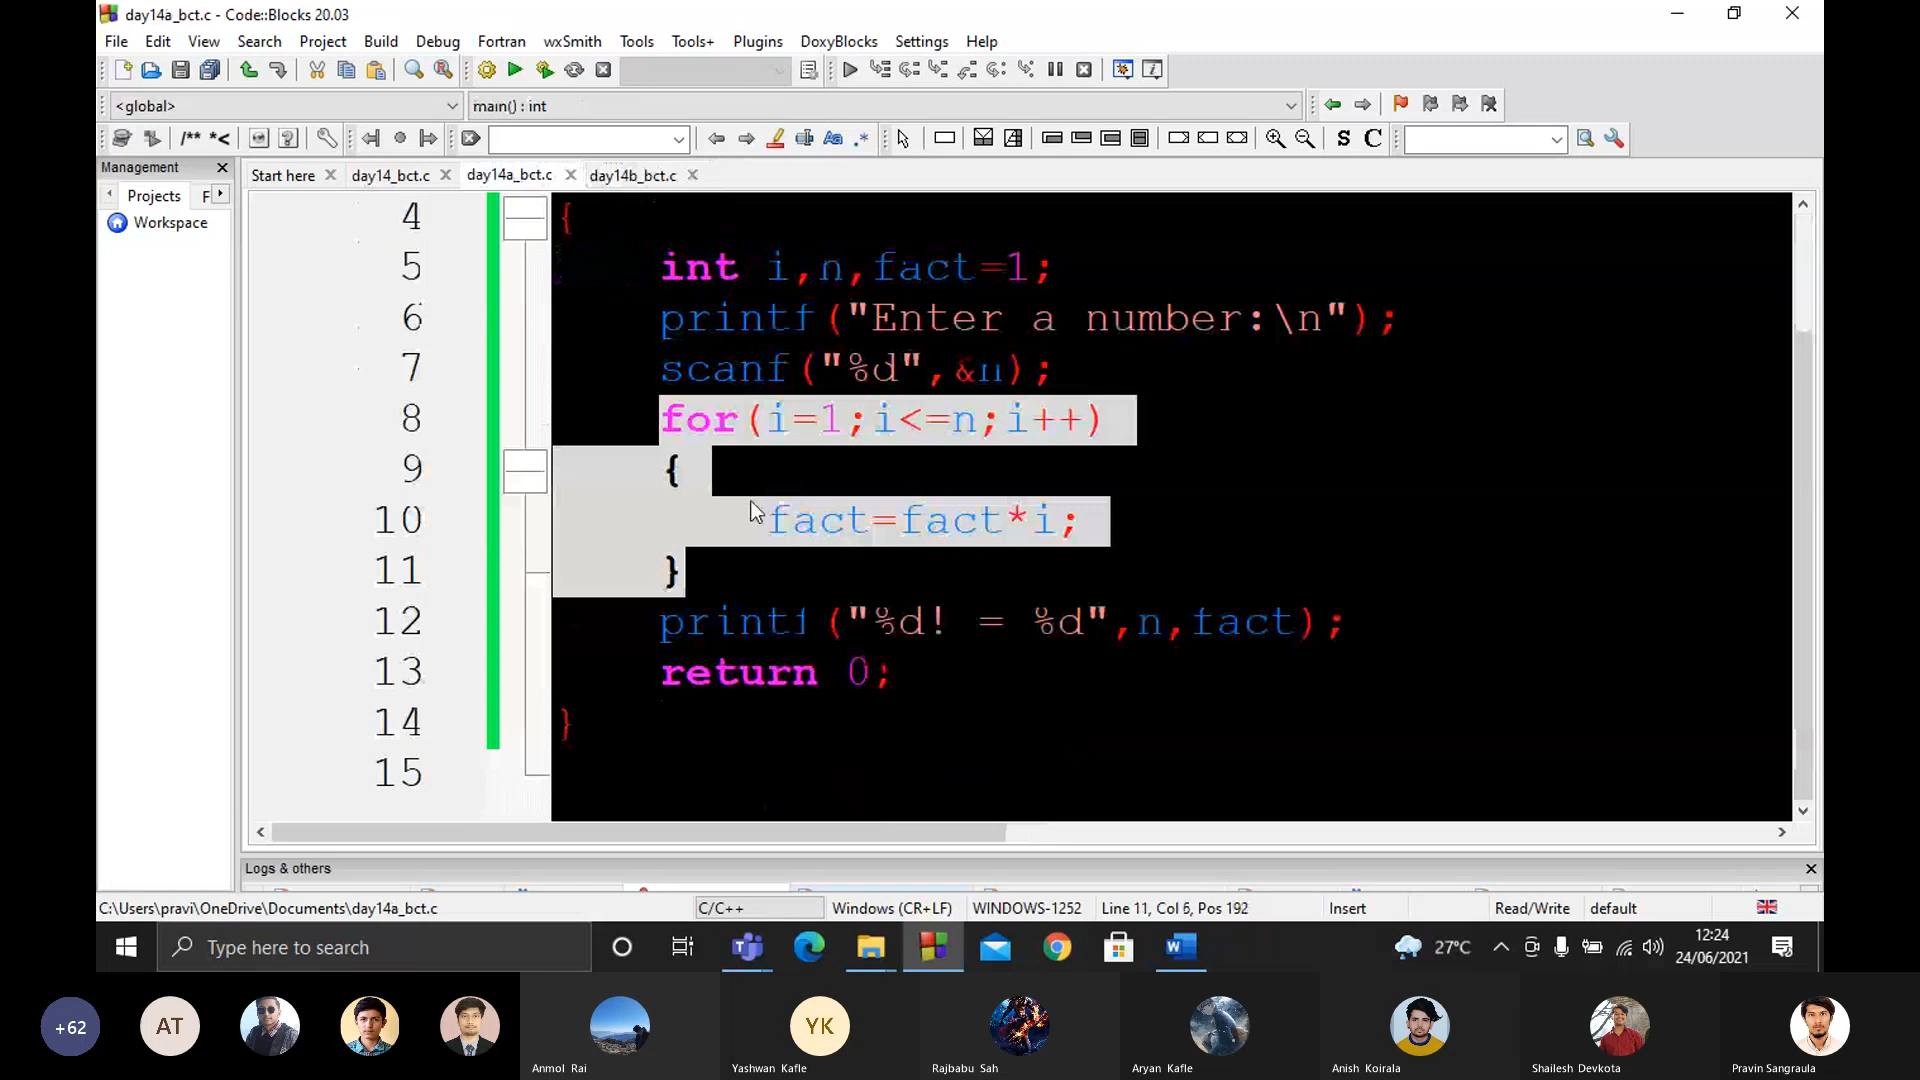 day14a_bct.c - Code::Blocks 20.03
File Edit View Search Project Build Debug Fortran wxSmith Tools Tools+ Plugins DoxyBlocks Settings Help
<global> main() : int
/** *< Aa .* S C
Management
Start here day14_bct.c day14a_bct.c day14b_bct.c
Projects F
Workspace
4 {
5 int i,n,fact=1;
6 printf("Enter a number:\n");
7 scanf("%d",&n);
8 for(i=1;i<=n;i++)
9 {
10 fact=fact*i;
11 }
12 printf("%d! = %d",n,fact);
13 return 0;
14 }
15
Logs & others
C:\Users\pravi\OneDrive\Documents\day14a_bct.c C/C++ Windows (CR+LF) WINDOWS-1252 Line 11, Col 6, Pos 192 Insert Read/Write default
Type here to search 27°C 12:24
24/06/2021
+62 AT YK
Anmol Rai Yashwan Kafle Rajbabu Sah Aryan Kafle Anish Koirala Shailesh Devkota Pravin Sangraula